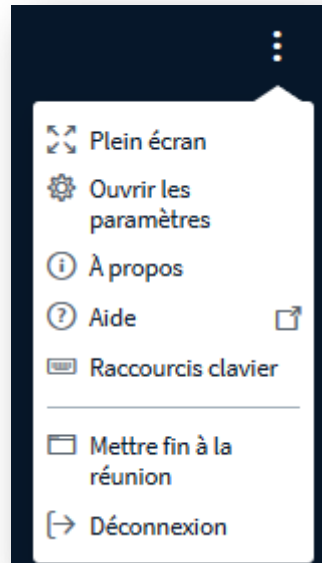 Plein écran
Ouvrir les
paramètres
À propos
Aide
Raccourcis clavier
Mettre fin à la
réunion
Déconnexion